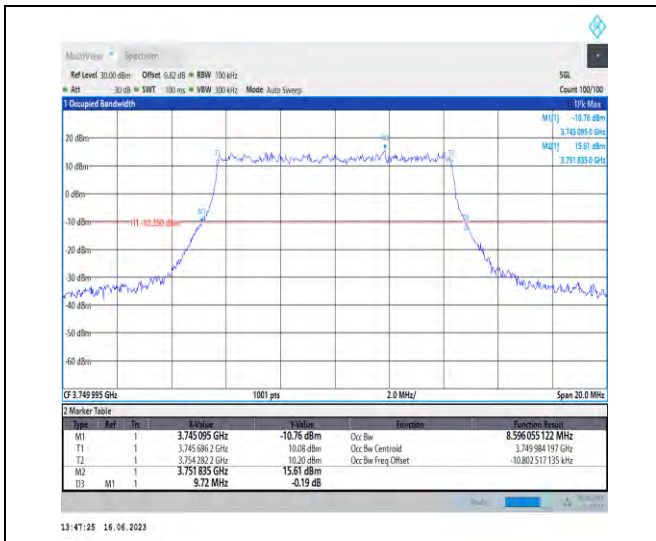 MultiView Spectrum
Ref Level 30.00 dBm Offset 9.82 dB RBW 100 kHz SGL
Att 30 dB SWT 100 ms VBW 300 kHz Mode Auto Sweep Count 100/100
1 Occupied Bandwidth 1Pk Max
M1[1] -10.76 dBm
3.745 095 0 GHz
20 dBm M2[1] 15.61 dBm
3.751 835 0 GHz
M2
T1 T2
10 dBm
0 dBm
M1
-10 dBm H1 -10.390 dBm
-20 dBm
-30 dBm
-40 dBm
-50 dBm
-60 dBm
CF 3.749 995 GHz 1001 pts 2.0 MHz/ Span 20.0 MHz
2 Marker Table
Type Ref Trc X-Value Y-Value Function Function Result
M1 1 3.745 095 GHz -10.76 dBm Occ Bw 8.596 055 122 MHz
T1 1 3.745 686 2 GHz 10.08 dBm Occ Bw Centroid 3.749 984 197 GHz
T2 1 3.754 282 2 GHz 10.20 dBm Occ Bw Freq Offset -10.802 517 135 kHz
M2 1 3.751 835 GHz 15.61 dBm
D3 M1 1 9.72 MHz -0.19 dB
13:47:25 16.06.2023